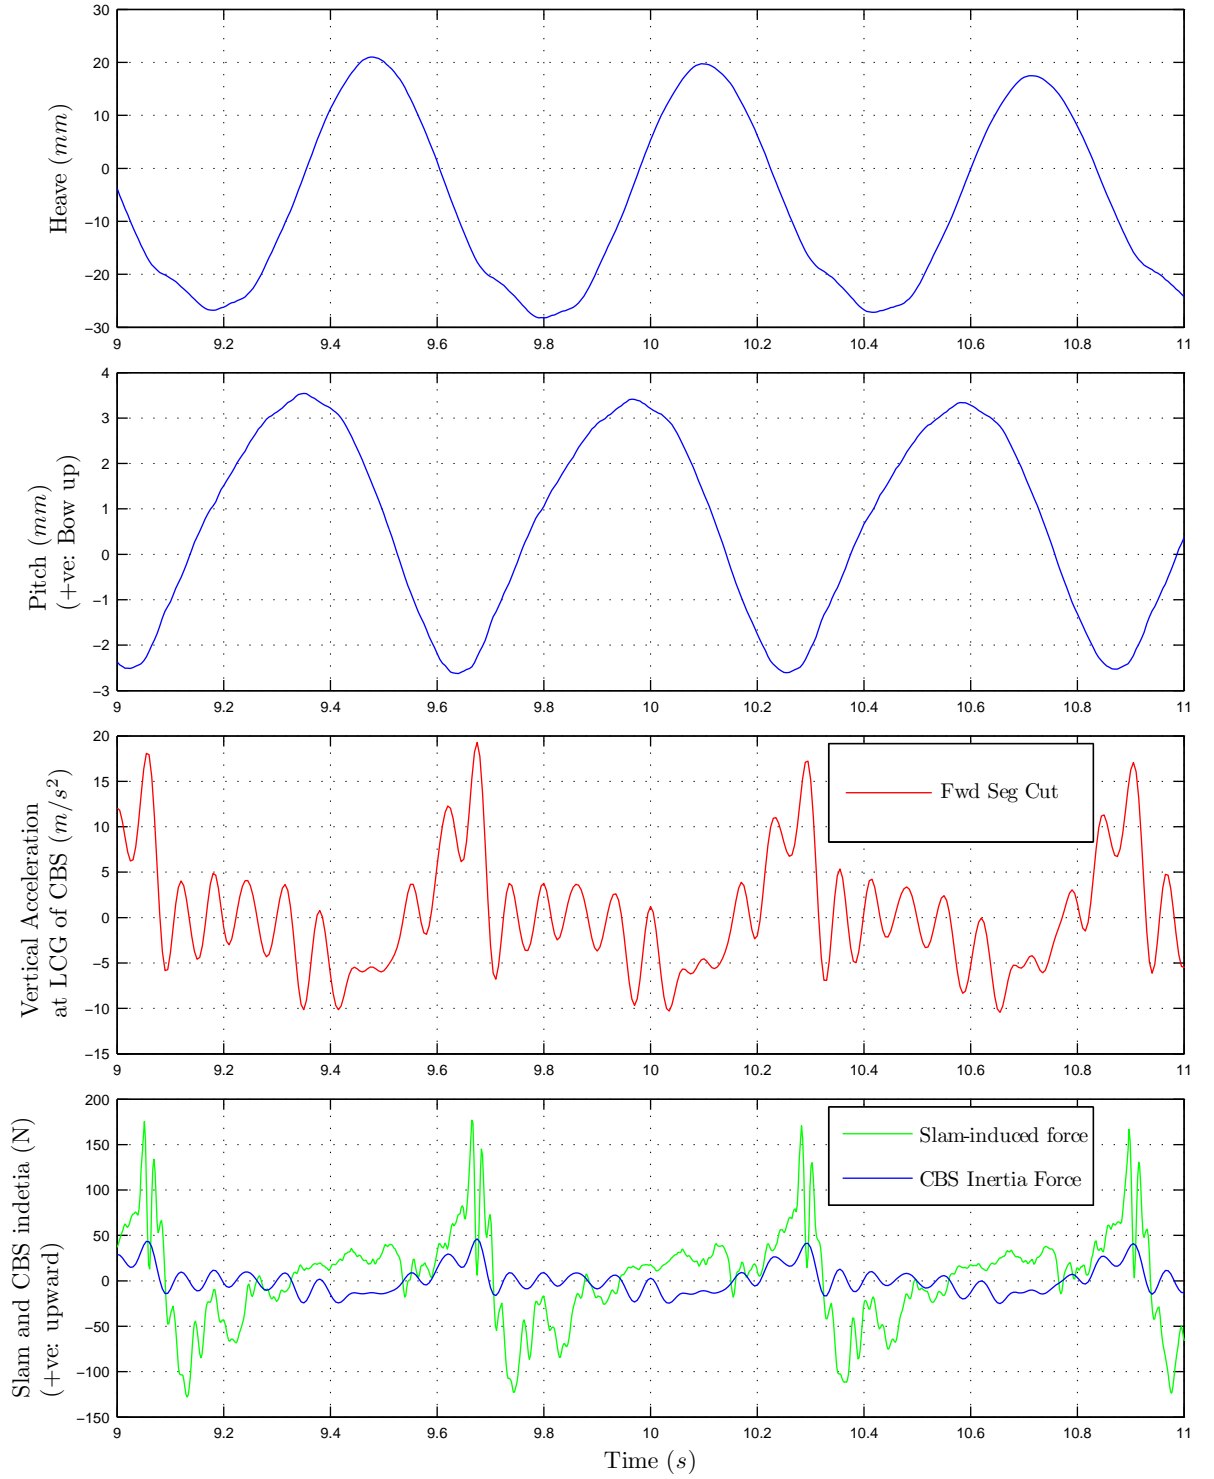 30
20
10
0
−10
−20
−30
Heave (mm)
9 9.2 9.4 9.6 9.8 10 10.2 10.4 10.6 10.8 11
4
3
2
1
0
−1
−2
−3
Pitch (mm)
(+ve: Bow up)
9 9.2 9.4 9.6 9.8 10 10.2 10.4 10.6 10.8 11
20
15
10
5
0
−5
−10
−15
Vertical Acceleration
at LCG of CBS (m/s²)
Fwd Seg Cut
9 9.2 9.4 9.6 9.8 10 10.2 10.4 10.6 10.8 11
200
150
100
50
0
−50
−100
−150
Slam and CBS indetia (N)
(+ve: upward)
Slam-induced force
CBS Inertia Force
9 9.2 9.4 9.6 9.8 10 10.2 10.4 10.6 10.8 11
Time (s)